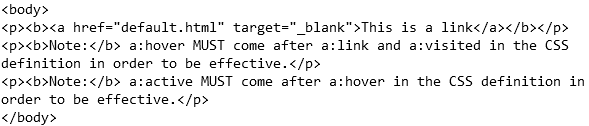 <body>
<p><b><a href="default.html" target="_blank">This is a link</a></b></p>
<p><b>Note:</b> a:hover MUST come after a:link and a:visited in the CSS
definition in order to be effective.</p>
<p><b>Note:</b> a:active MUST come after a:hover in the CSS definition in
order to be effective.</p>
</body>